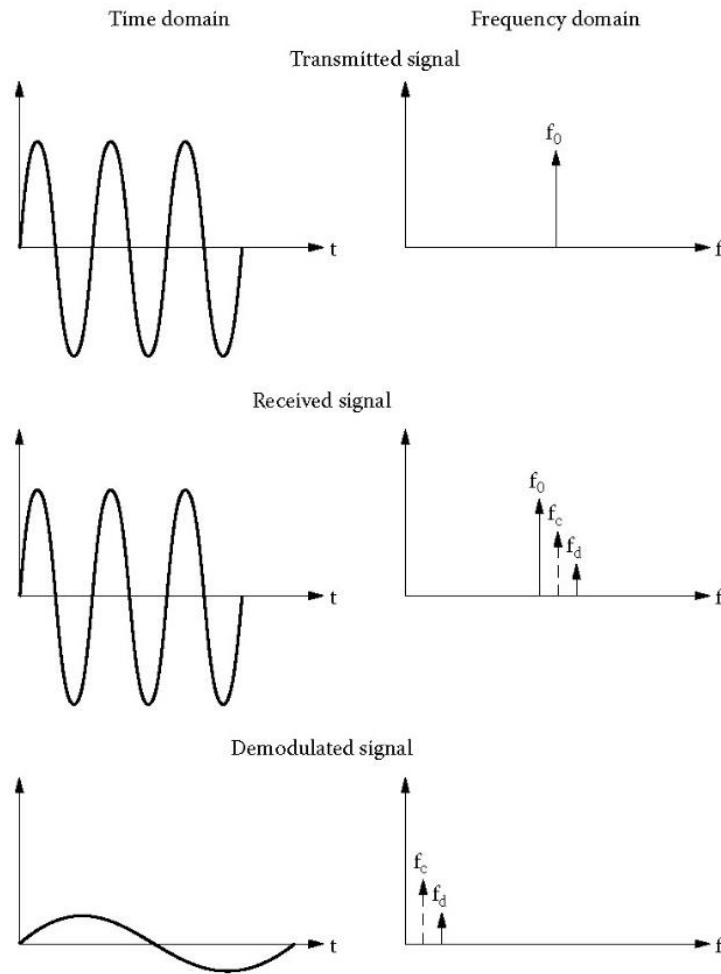 Time domain
Frequency domain
Transmitted signal
f0
t
f
Received signal
f0
fc
fd
t
f
Demodulated signal
fc
fd
t
f